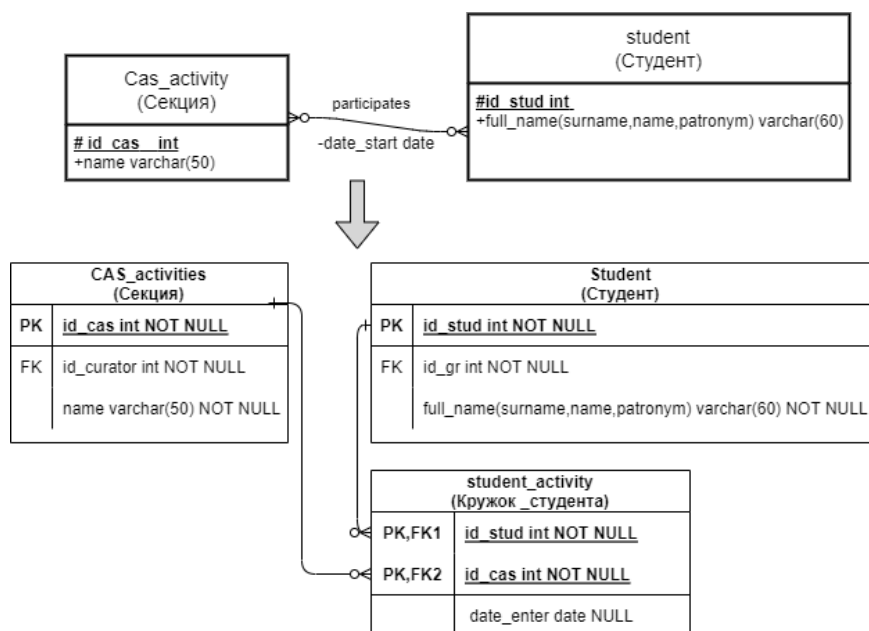 Cas_activity
(Секция)
# id_cas__int
+name varchar(50)
participates
-date_start date
student
(Студент)
#id_stud int
+full_name(surname,name,patronym) varchar(60)
CAS_activities
(Секция)
PK id_cas int NOT NULL
FK id_curator int NOT NULL
name varchar(50) NOT NULL
Student
(Студент)
PK id_stud int NOT NULL
FK id_gr int NOT NULL
full_name(surname,name,patronym) varchar(60) NOT NULL
student_activity
(Кружок _студента)
PK,FK1 id_stud int NOT NULL
PK,FK2 id_cas int NOT NULL
date_enter date NULL